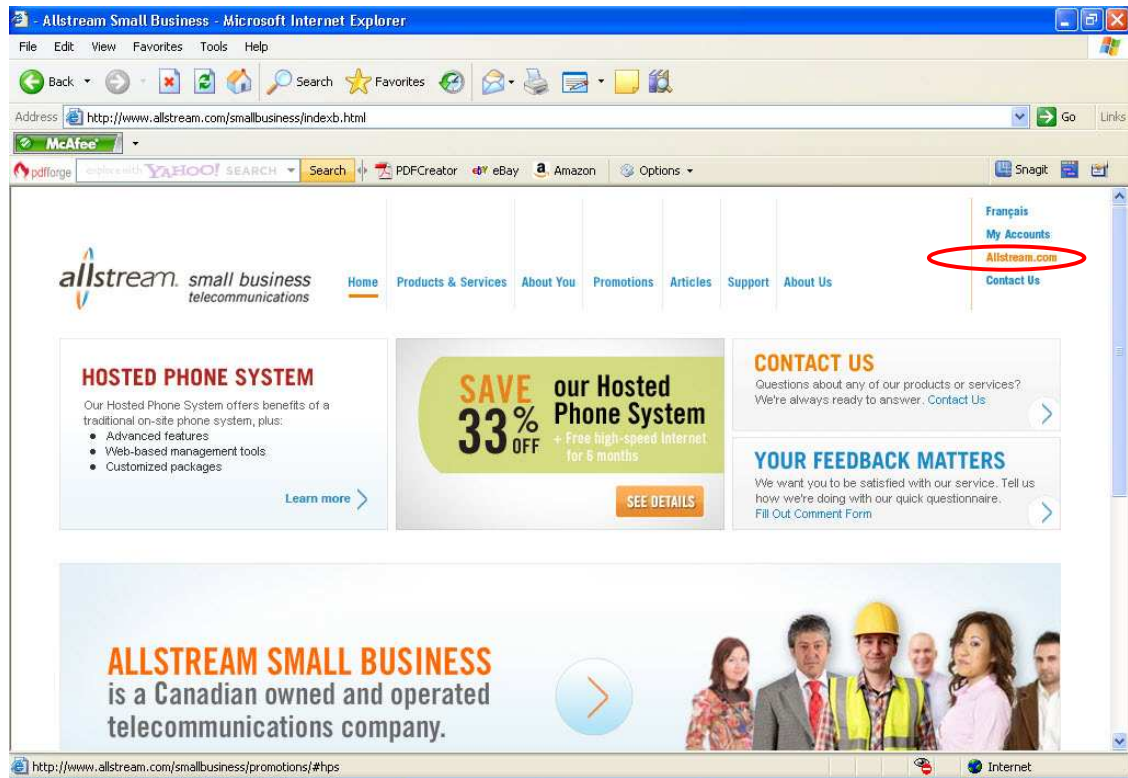 - Allstream Small Business - Microsoft Internet Explorer
File Edit View Favorites Tools Help
Back Search Favorites
Address http://www.allstream.com/smallbusiness/indexb.html Go Links
McAfee
pdfforge YAHOO! SEARCH Search PDFCreator eBay Amazon Options Snagit
Français
My Accounts
Allstream.com
Contact Us
allstream. small business
telecommunications
Home Products & Services About You Promotions Articles Support About Us
HOSTED PHONE SYSTEM
Our Hosted Phone System offers benefits of a
traditional on-site phone system, plus:
● Advanced features
● Web-based management tools
● Customized packages
Learn more
SAVE
33% OFF
our Hosted
Phone System
+ Free high-speed Internet
for 6 months
SEE DETAILS
CONTACT US
Questions about any of our products or services?
We're always ready to answer. Contact Us
YOUR FEEDBACK MATTERS
We want you to be satisfied with our service. Tell us
how we're doing with our quick questionnaire.
Fill Out Comment Form
ALLSTREAM SMALL BUSINESS
is a Canadian owned and operated
telecommunications company.
http://www.allstream.com/smallbusiness/promotions/#hps Internet